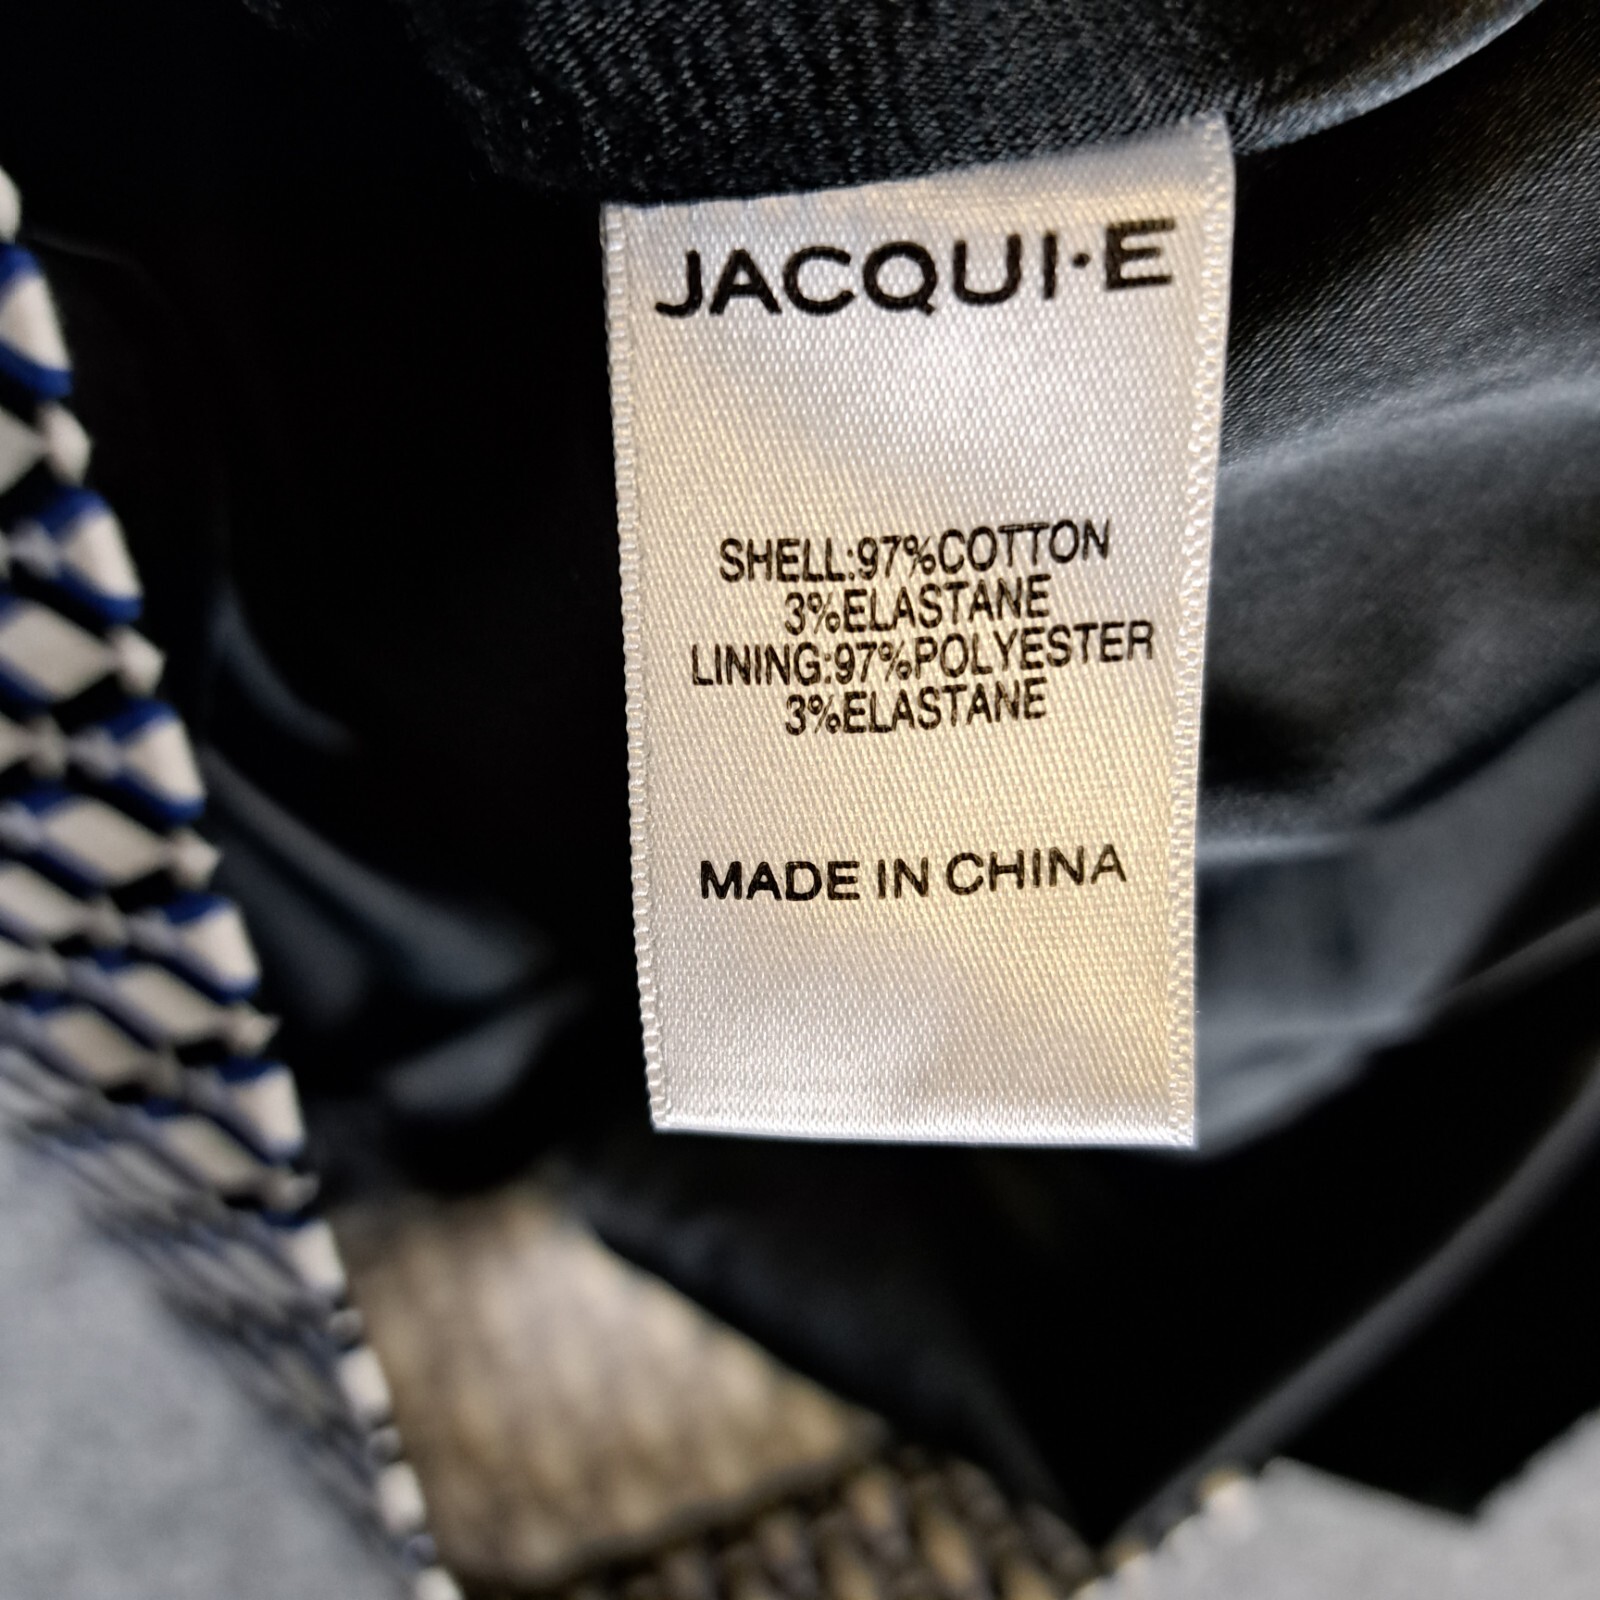 JACQUI·E
SHELL:97%COTTON
3%ELASTANE
LINING:97%POLYESTER
3%ELASTANE
MADE IN CHINA